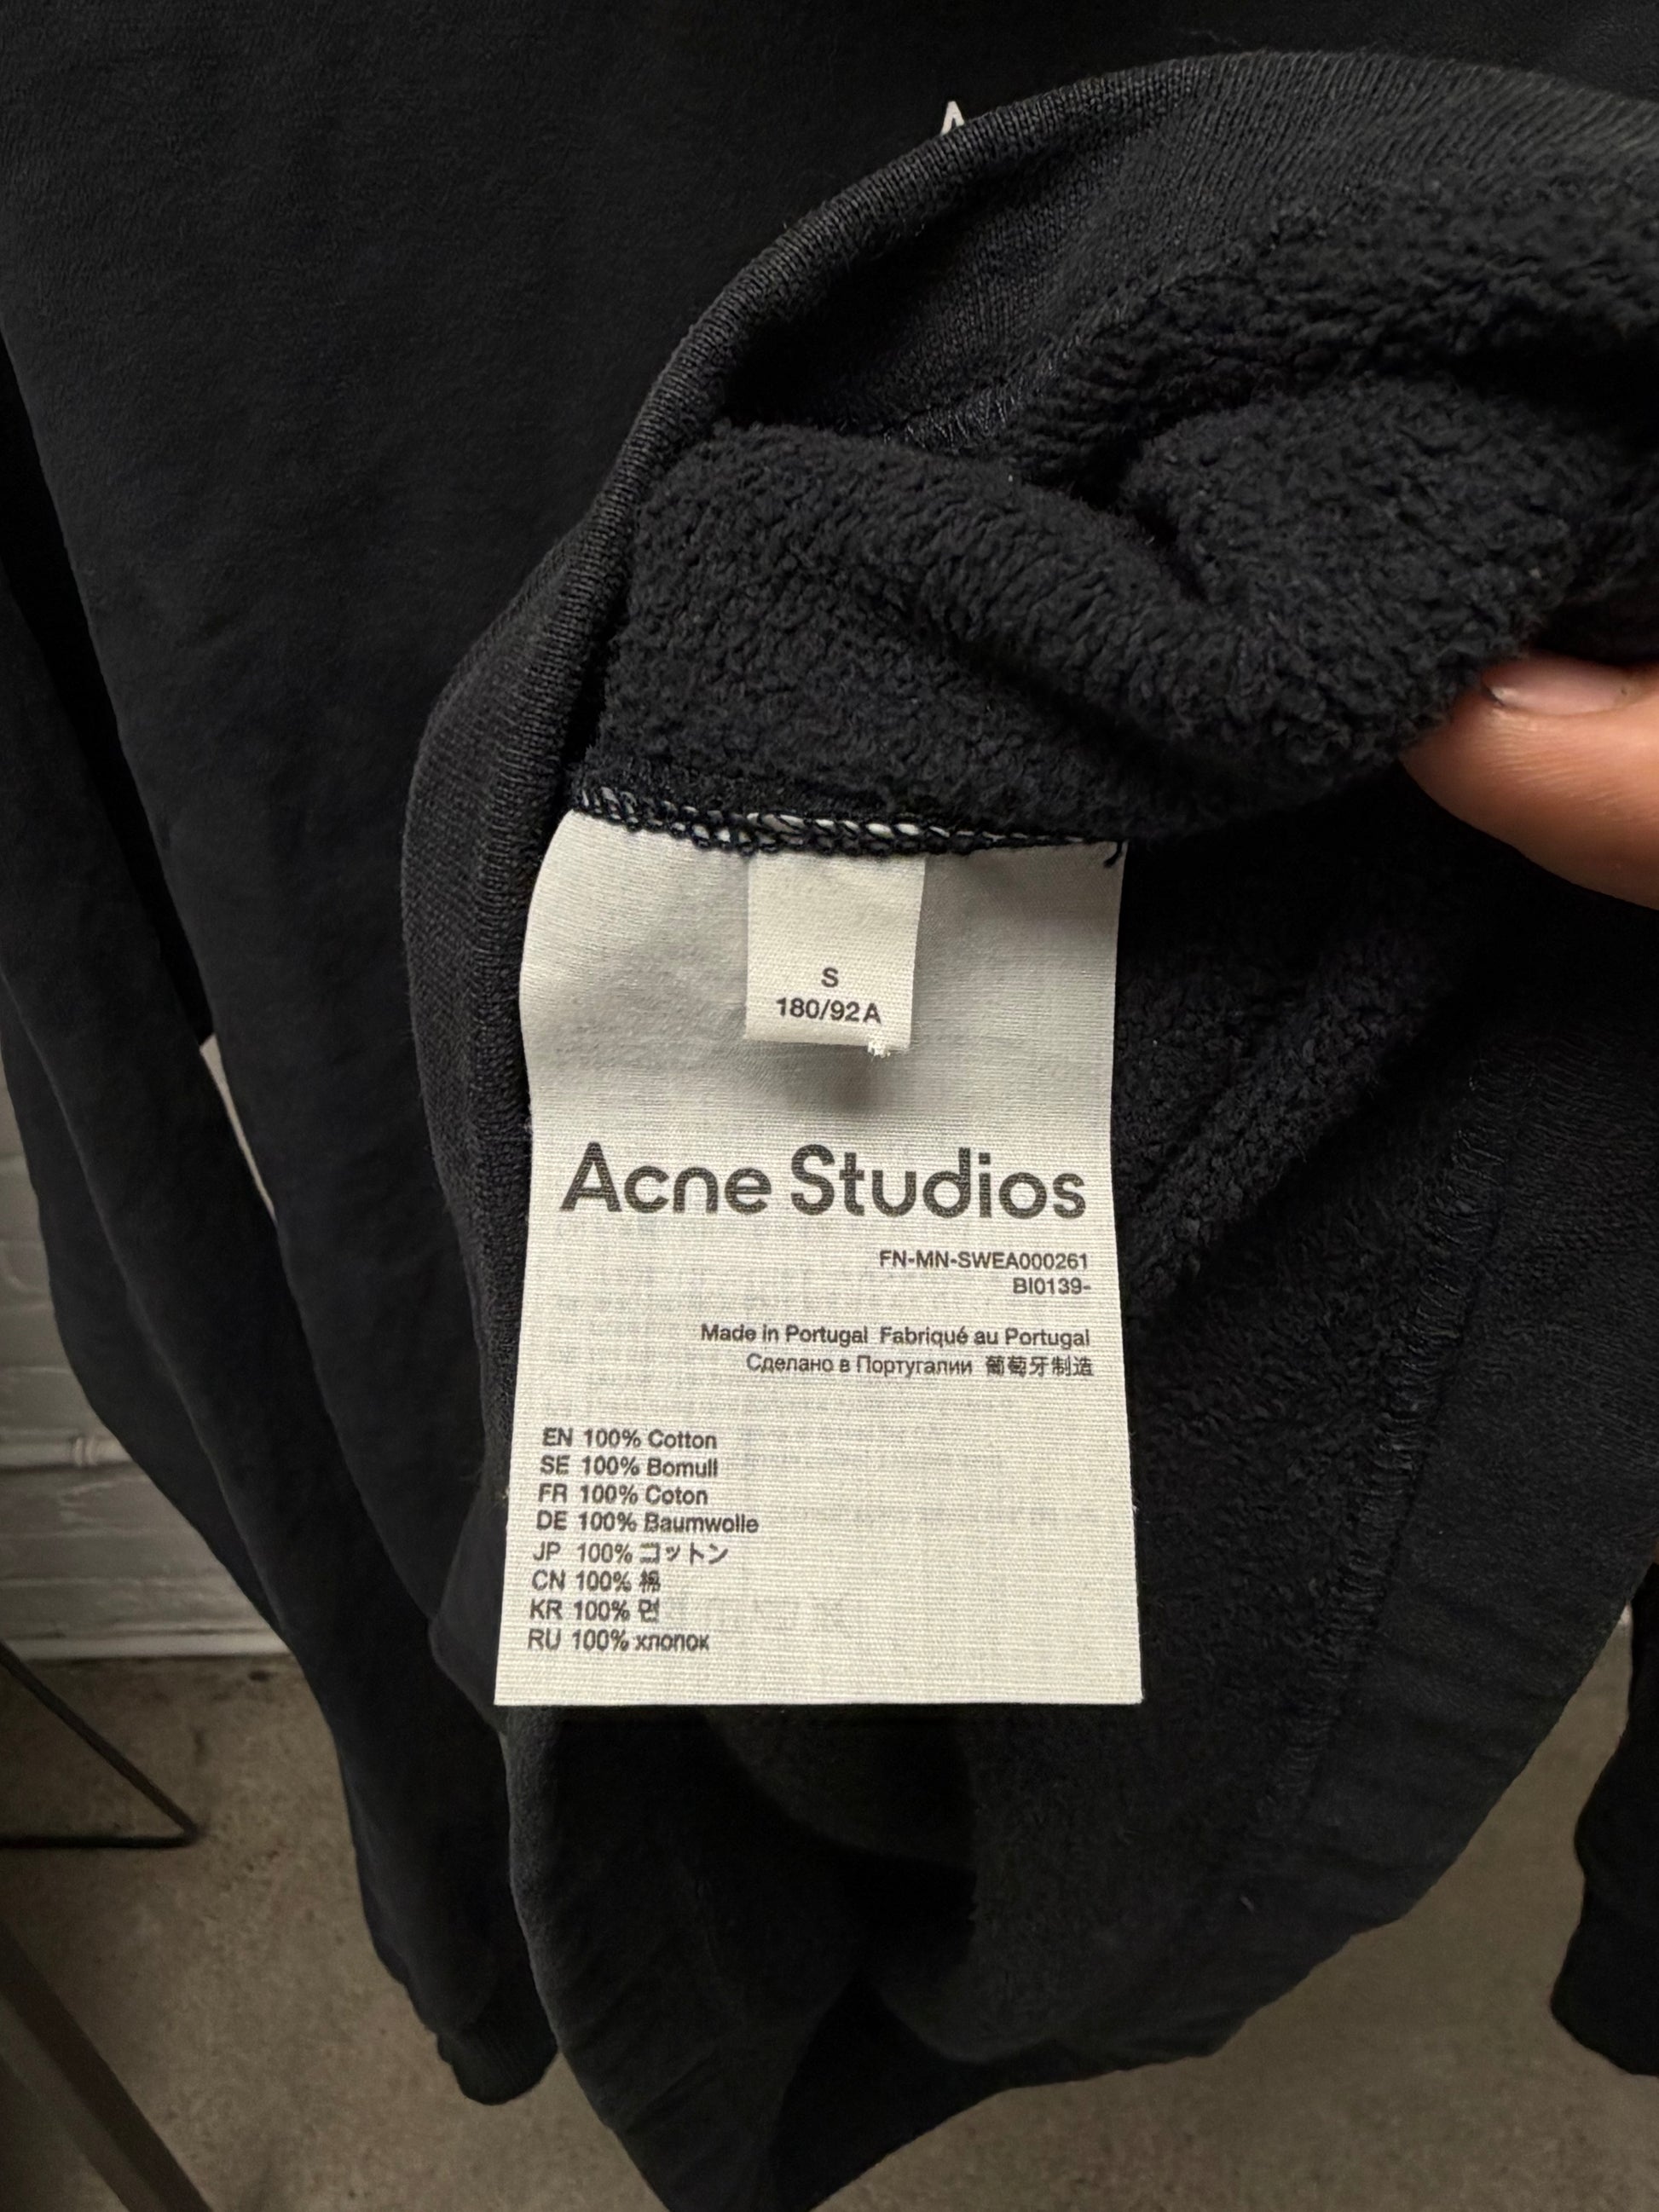 A
S
180/92A
Acne Studios
FN-MN-SWEA000261
BI0139-
Made in Portugal Fabriqué au Portugal
Сделано в Португалии 葡萄牙制造
EN 100% Cotton
SE 100% Bomull
FR 100% Coton
DE 100% Baumwolle
JP 100% コットン
CN 100% 棉
KR 100% 면
RU 100% хлопок